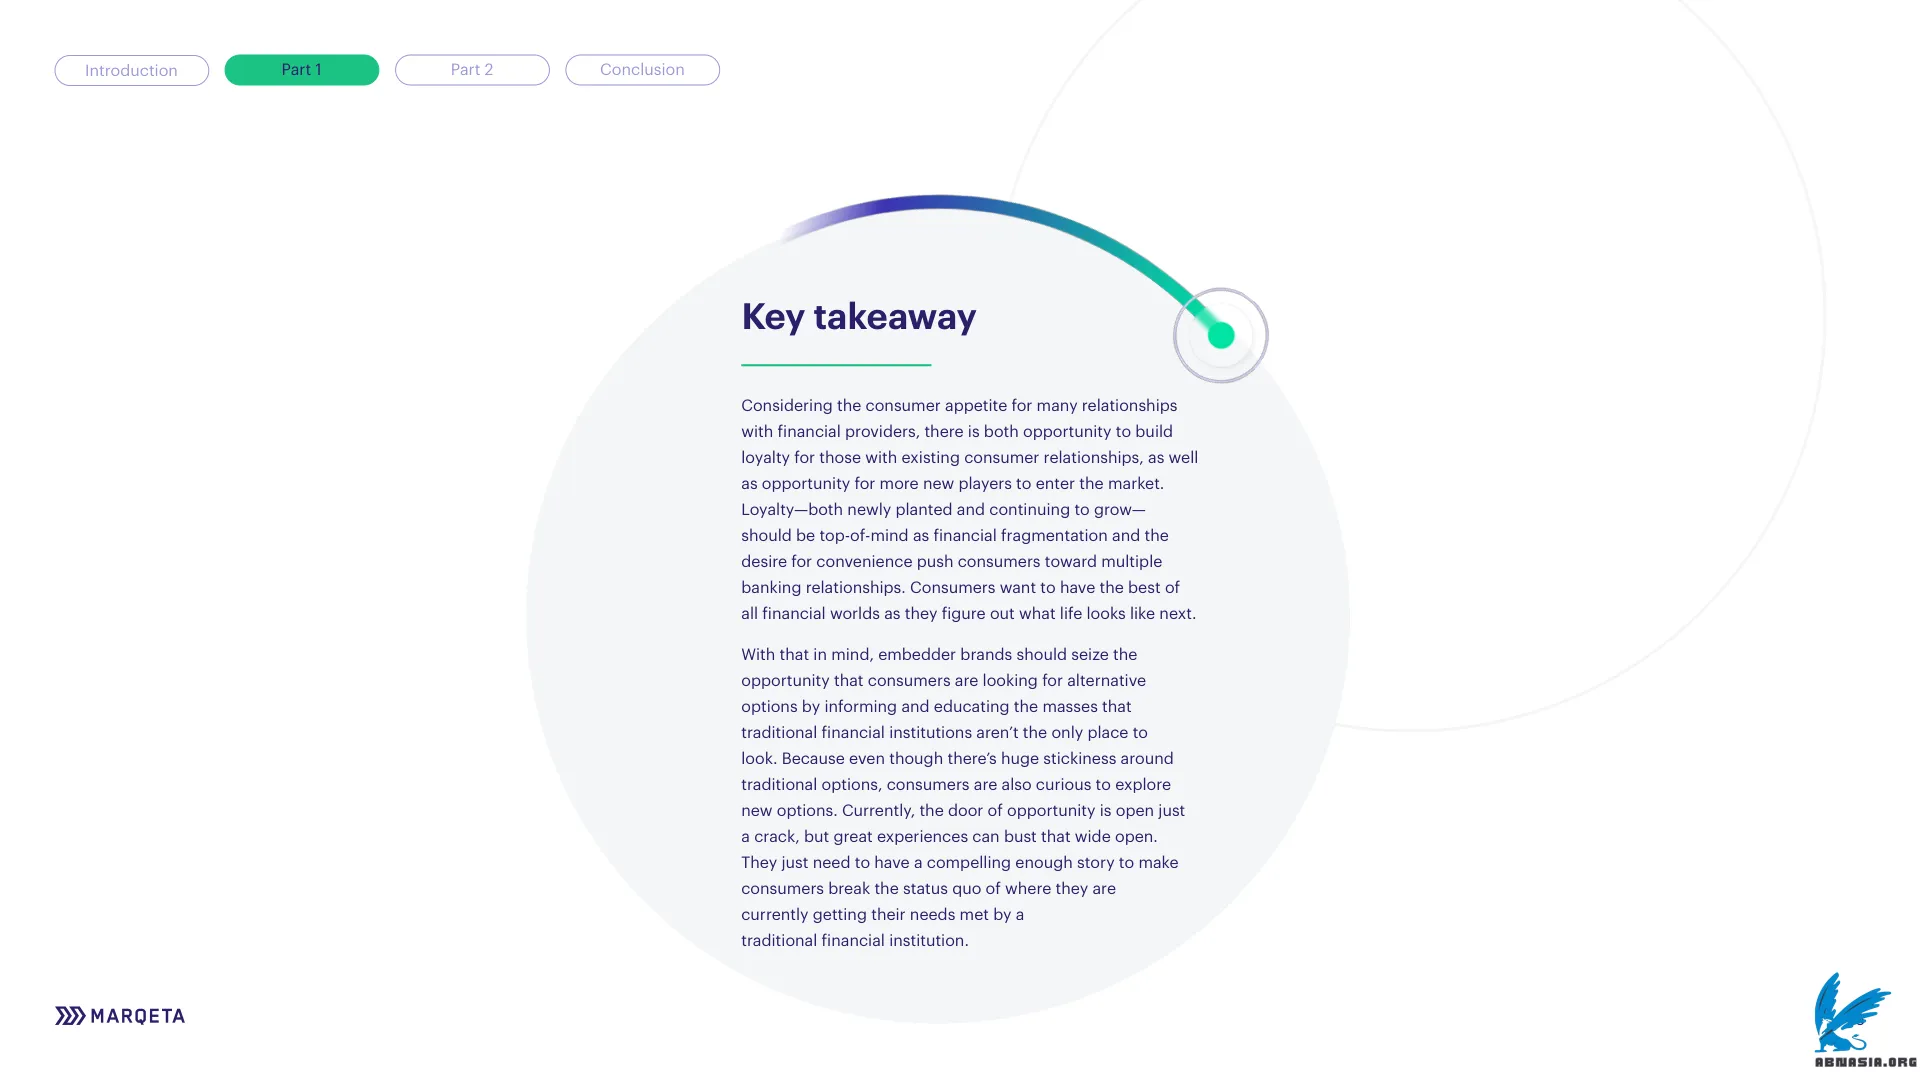 Introduction
Part 1
Part 2
Conclusion
Key takeaway
Considering the consumer appetite for many relationships
with financial providers, there is both opportunity to build
loyalty for those with existing consumer relationships, as well
as opportunity for more new players to enter the market.
Loyalty—both newly planted and continuing to grow—
should be top-of-mind as financial fragmentation and the
desire for convenience push consumers toward multiple
banking relationships. Consumers want to have the best of
all financial worlds as they figure out what life looks like next.
With that in mind, embedder brands should seize the
opportunity that consumers are looking for alternative
options by informing and educating the masses that
traditional financial institutions aren’t the only place to
look. Because even though there’s huge stickiness around
traditional options, consumers are also curious to explore
new options. Currently, the door of opportunity is open just
a crack, but great experiences can bust that wide open.
They just need to have a compelling enough story to make
consumers break the status quo of where they are
currently getting their needs met by a
traditional financial institution.
MARQETA
ABNASIA.ORG